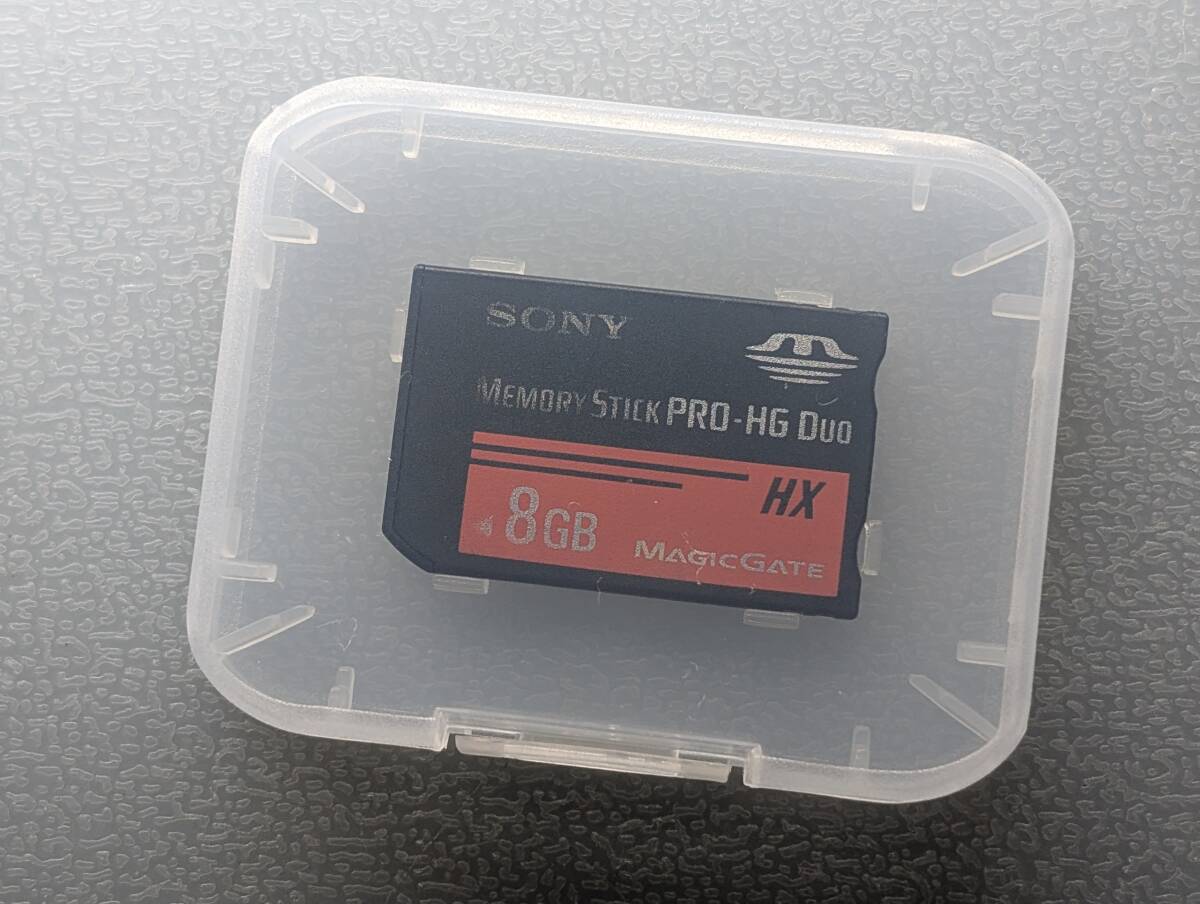 SONY
MEMORY STICK PRO-HG DUO
HX
8GB
MAGICGATE